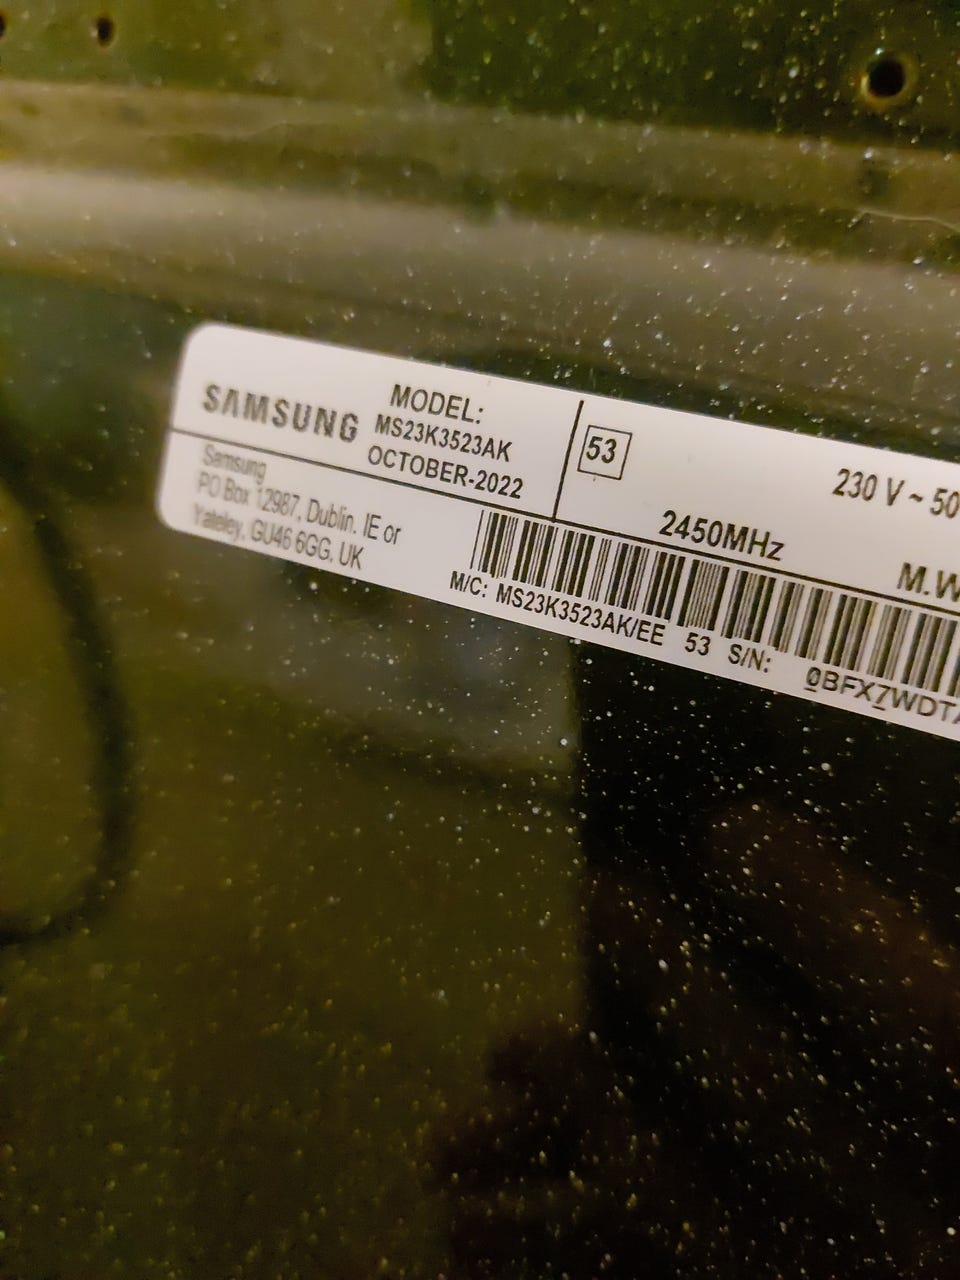 SAMSUNG
MODEL:
MS23K3523AK
OCTOBER-2022
Samsung
PO Box 12987, Dublin. IE or
Yateley, GU46 6GG, UK
53
230 V ~ 50
2450MHz
M.W
M/C: MS23K3523AK/EE 53 S/N: 0BFX7WDTA